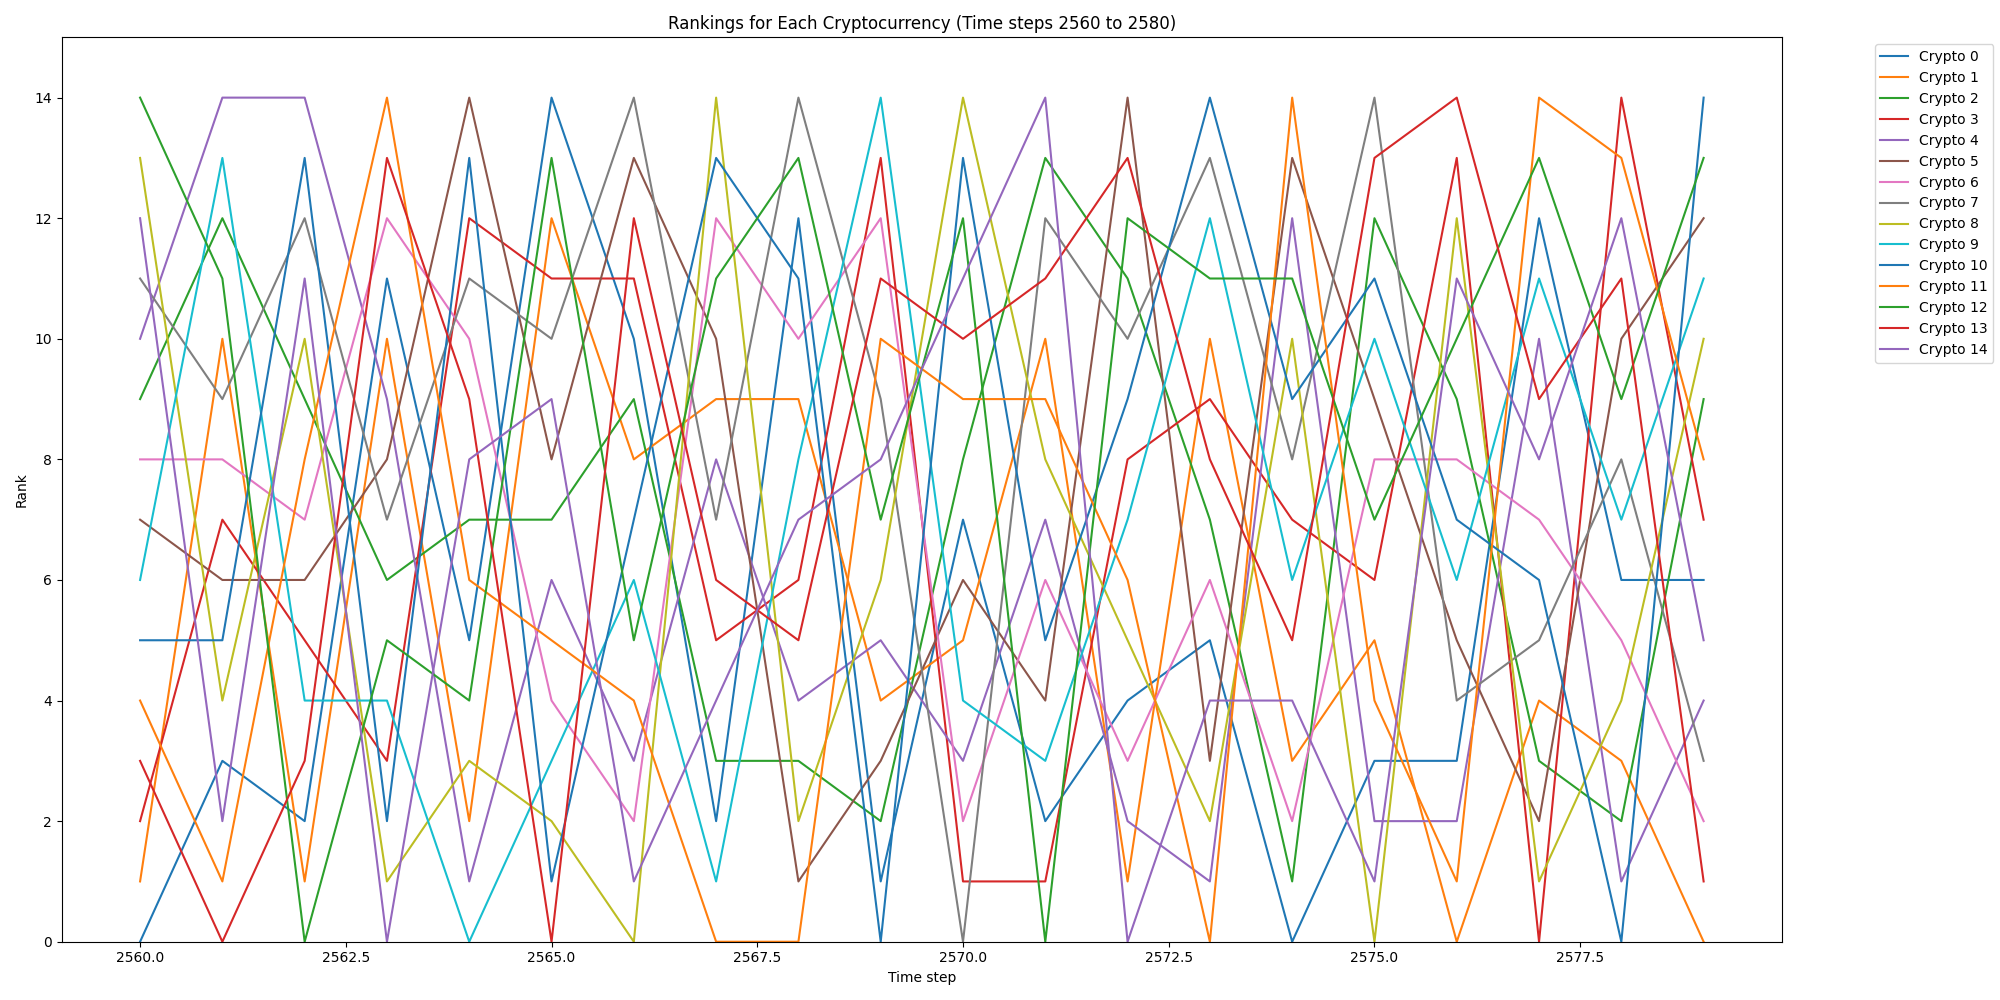 Rankings for Each Cryptocurrency (Time steps 2560 to 2580)
Rank
14
12
10
8
6
4
2
0
2560.0 2562.5 2565.0 2567.5 2570.0 2572.5 2575.0 2577.5
Time step
Crypto 0
Crypto 1
Crypto 2
Crypto 3
Crypto 4
Crypto 5
Crypto 6
Crypto 7
Crypto 8
Crypto 9
Crypto 10
Crypto 11
Crypto 12
Crypto 13
Crypto 14